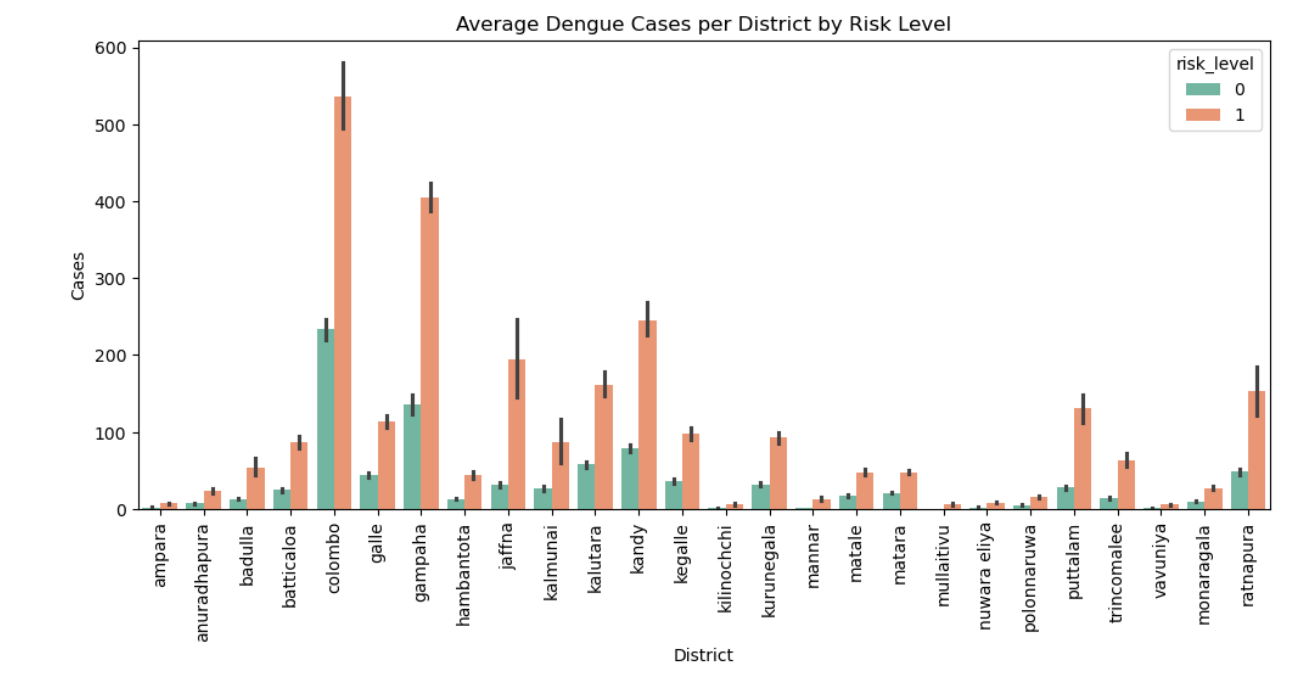 Average Dengue Cases per District by Risk Level
risk_level
0
1
600
500
400
300
200
100
0
Cases
ampara
anuradhapura
badulla
batticaloa
colombo
galle
gampaha
hambantota
jaffna
kalmunai
kalutara
kandy
kegalle
kilinochchi
kurunegala
mannar
matale
matara
mullaitivu
nuwara eliya
polonnaruwa
puttalam
trincomalee
vavuniya
monaragala
ratnapura
District